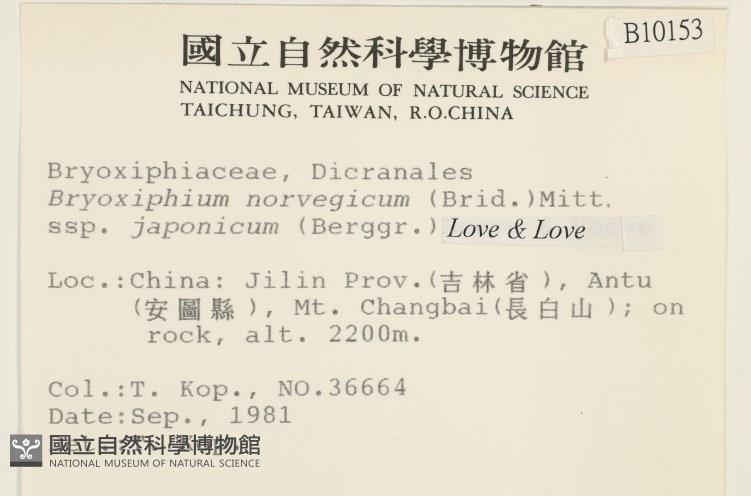 B10153
國立自然科學博物館
NATIONAL MUSEUM OF NATURAL SCIENCE
TAICHUNG, TAIWAN, R.O.CHINA
Bryoxiphiaceae, Dicranales
Bryoxiphium norvegicum (Brid.)Mitt.
ssp. japonicum (Berggr.) Love & Love
Loc.:China: Jilin Prov.(吉林省), Antu
(安圖縣), Mt. Changbai(長白山); on
rock, alt. 2200m.
Col.:T. Kop., NO.36664
Date:Sep., 1981
國立自然科學博物館
NATIONAL MUSEUM OF NATURAL SCIENCE